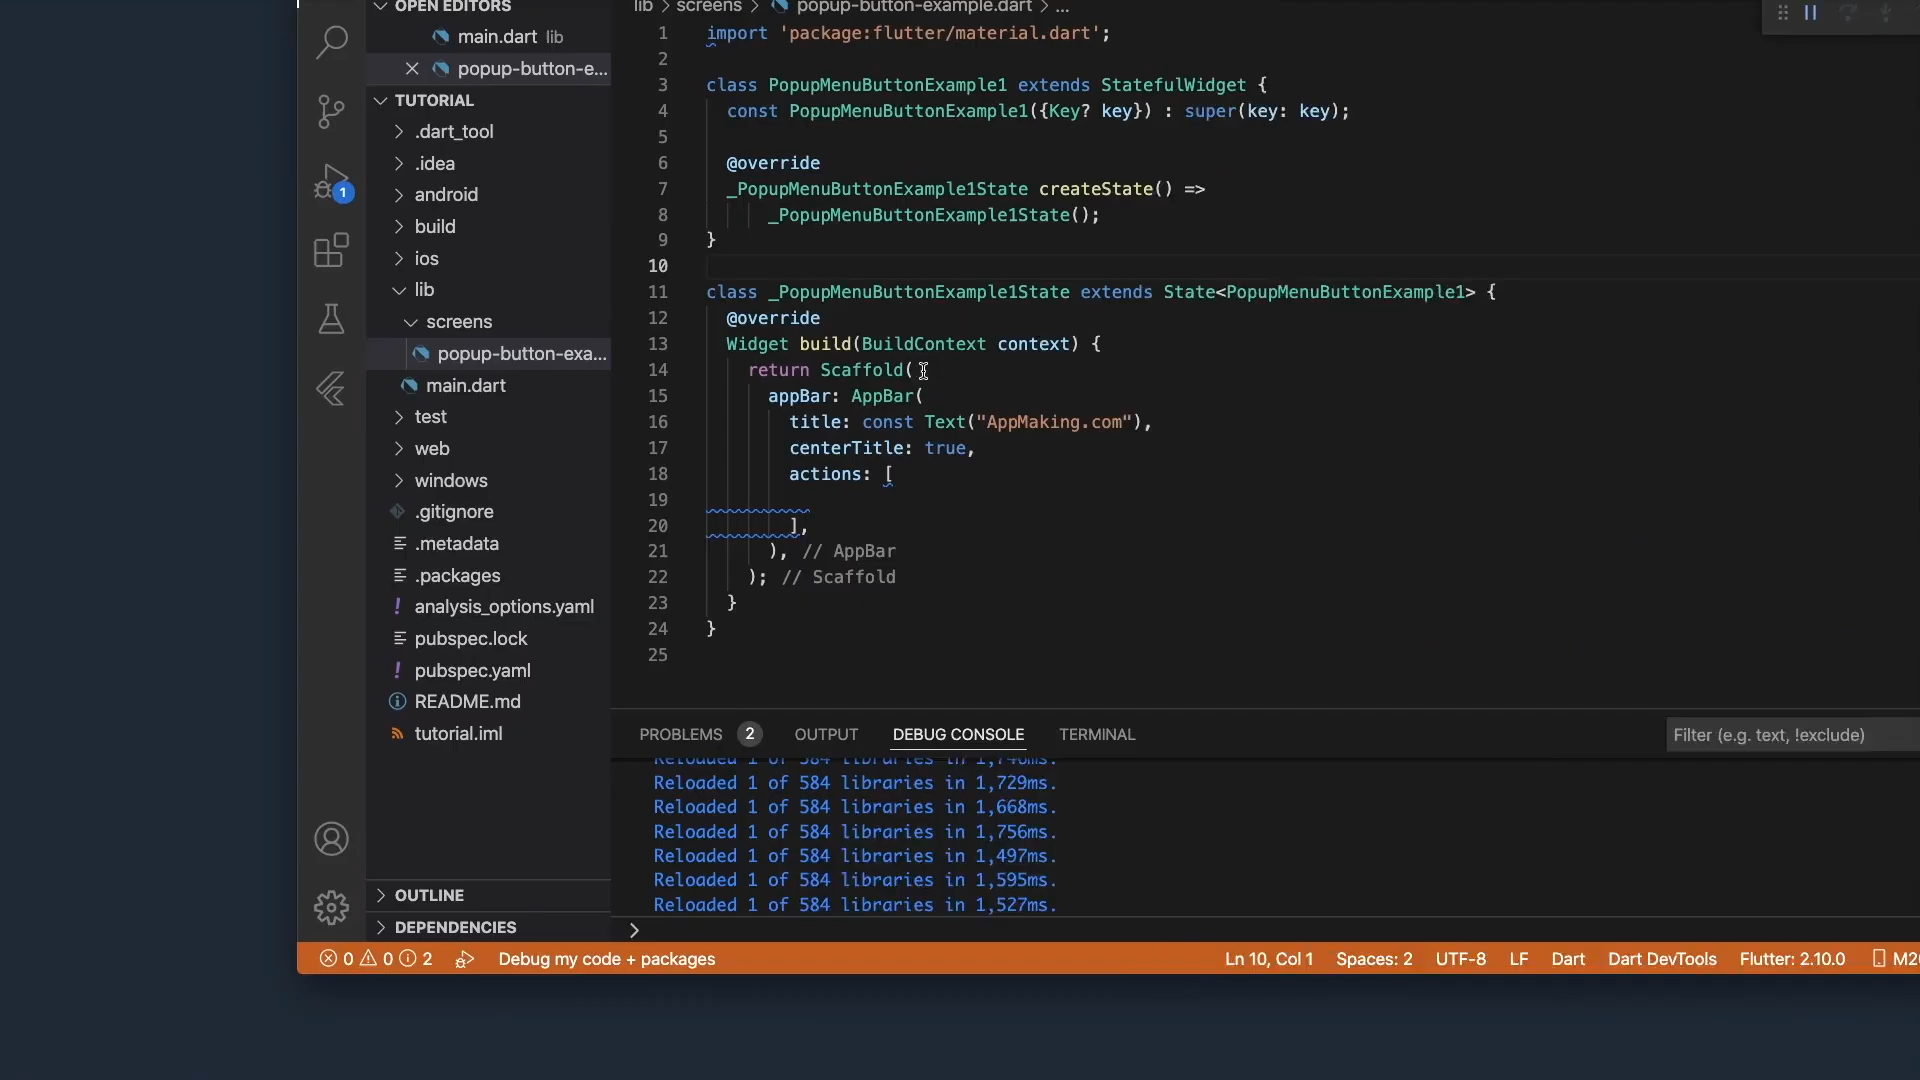 OPEN EDITORS
main.dart lib
popup-button-e...
TUTORIAL
.dart_tool
.idea
android
build
ios
lib
screens
popup-button-exa...
main.dart
test
web
windows
.gitignore
.metadata
.packages
analysis_options.yaml
pubspec.lock
pubspec.yaml
README.md
tutorial.iml
OUTLINE
DEPENDENCIES
1
lib > screens > popup-button-example.dart > ...
1 import 'package:flutter/material.dart';
2
3 class PopupMenuButtonExample1 extends StatefulWidget {
4 const PopupMenuButtonExample1({Key? key}) : super(key: key);
5
6 @override
7 _PopupMenuButtonExample1State createState() =>
8 _PopupMenuButtonExample1State();
9 }
10
11 class _PopupMenuButtonExample1State extends State<PopupMenuButtonExample1> {
12 @override
13 Widget build(BuildContext context) {
14 return Scaffold(
15 appBar: AppBar(
16 title: const Text("AppMaking.com"),
17 centerTitle: true,
18 actions: [
19
20 ],
21 ), // AppBar
22 ); // Scaffold
23 }
24 }
25
PROBLEMS 2 OUTPUT DEBUG CONSOLE TERMINAL Filter (e.g. text, !exclude)
Reloaded 1 of 584 libraries in 1,746ms.
Reloaded 1 of 584 libraries in 1,729ms.
Reloaded 1 of 584 libraries in 1,668ms.
Reloaded 1 of 584 libraries in 1,756ms.
Reloaded 1 of 584 libraries in 1,497ms.
Reloaded 1 of 584 libraries in 1,595ms.
Reloaded 1 of 584 libraries in 1,527ms.
>
0 0 2 Debug my code + packages Ln 10, Col 1 Spaces: 2 UTF-8 LF Dart Dart DevTools Flutter: 2.10.0